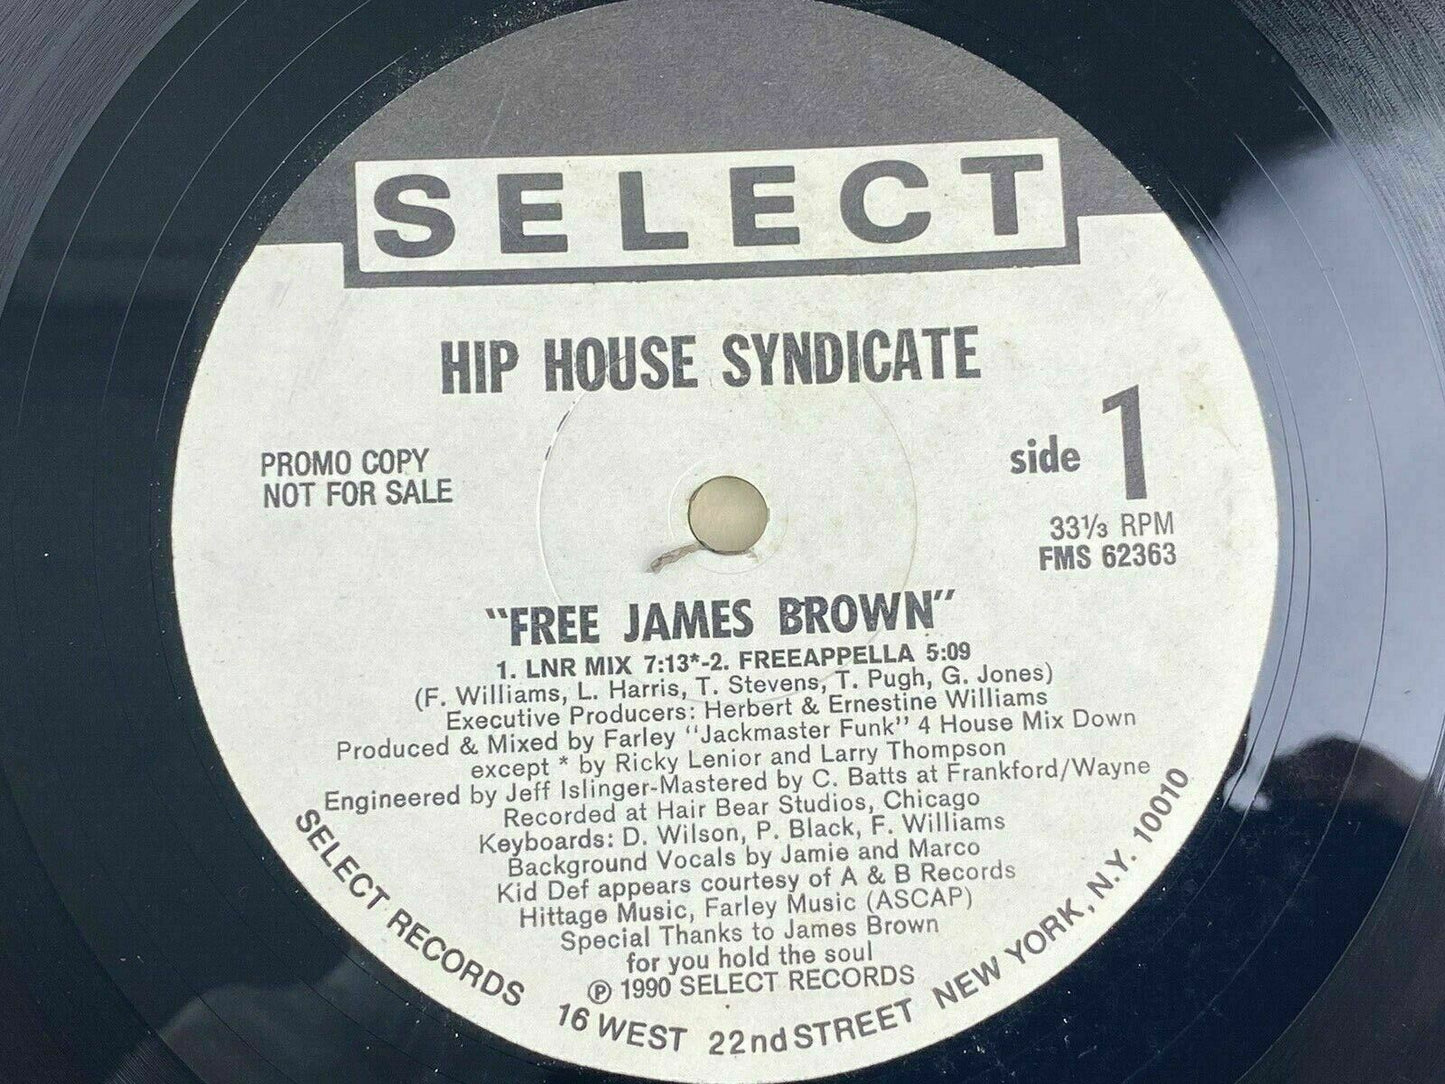 SELECT
HIP HOUSE SYNDICATE
PROMO COPY
NOT FOR SALE
side 1
33⅓ RPM
FMS 62363
"FREE JAMES BROWN"
1. LNR MIX 7:13*-2. FREEAPPELLA 5:09
(F. Williams, L. Harris, T. Stevens, T. Pugh, G. Jones)
Executive Producers: Herbert & Ernestine Williams
Produced & Mixed by Farley "Jackmaster Funk" 4 House Mix Down
except * by Ricky Lenior and Larry Thompson
Engineered by Jeff Islinger-Mastered by C. Batts at Frankford/Wayne
Recorded at Hair Bear Studios, Chicago
Keyboards: D. Wilson, P. Black, F. Williams
Background Vocals by Jamie and Marco
Kid Def appears courtesy of A & B Records
Hittage Music, Farley Music (ASCAP)
Special Thanks to James Brown
for you hold the soul
℗ 1990 SELECT RECORDS
SELECT RECORDS 16 WEST 22nd STREET NEW YORK, N.Y. 10010